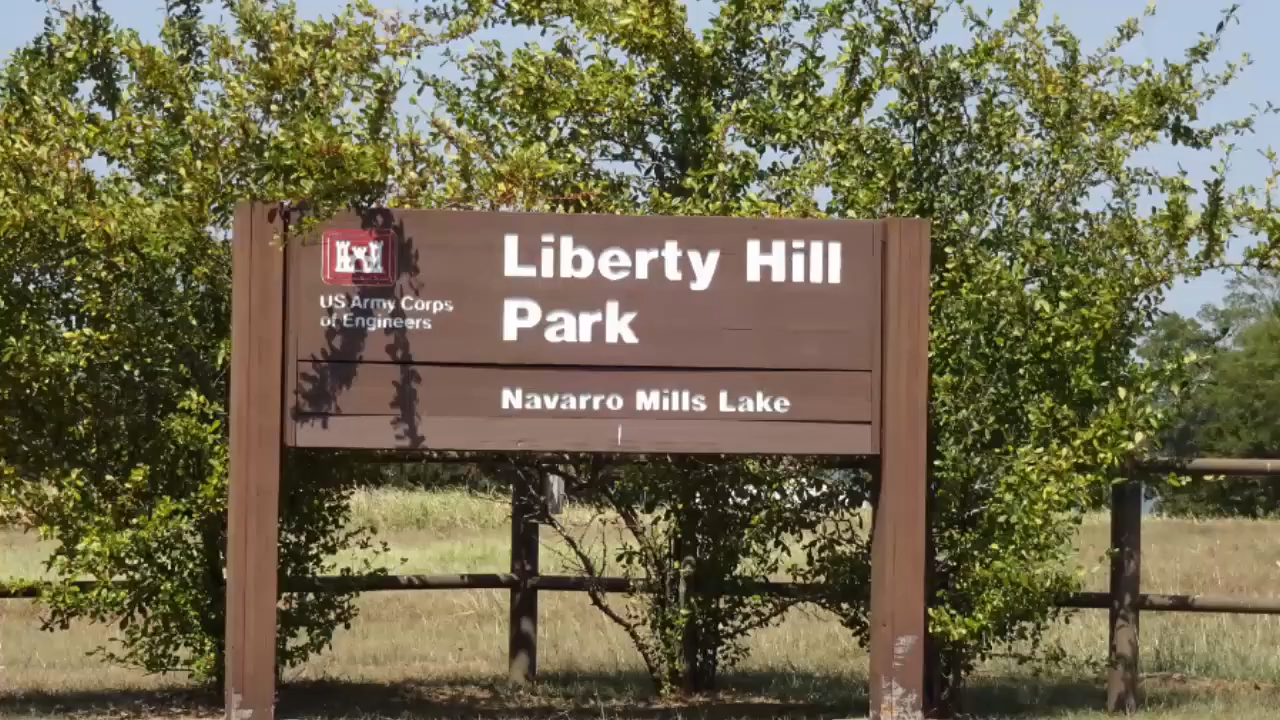 US Army Corps
of Engineers
Liberty Hill
Park
Navarro Mills Lake